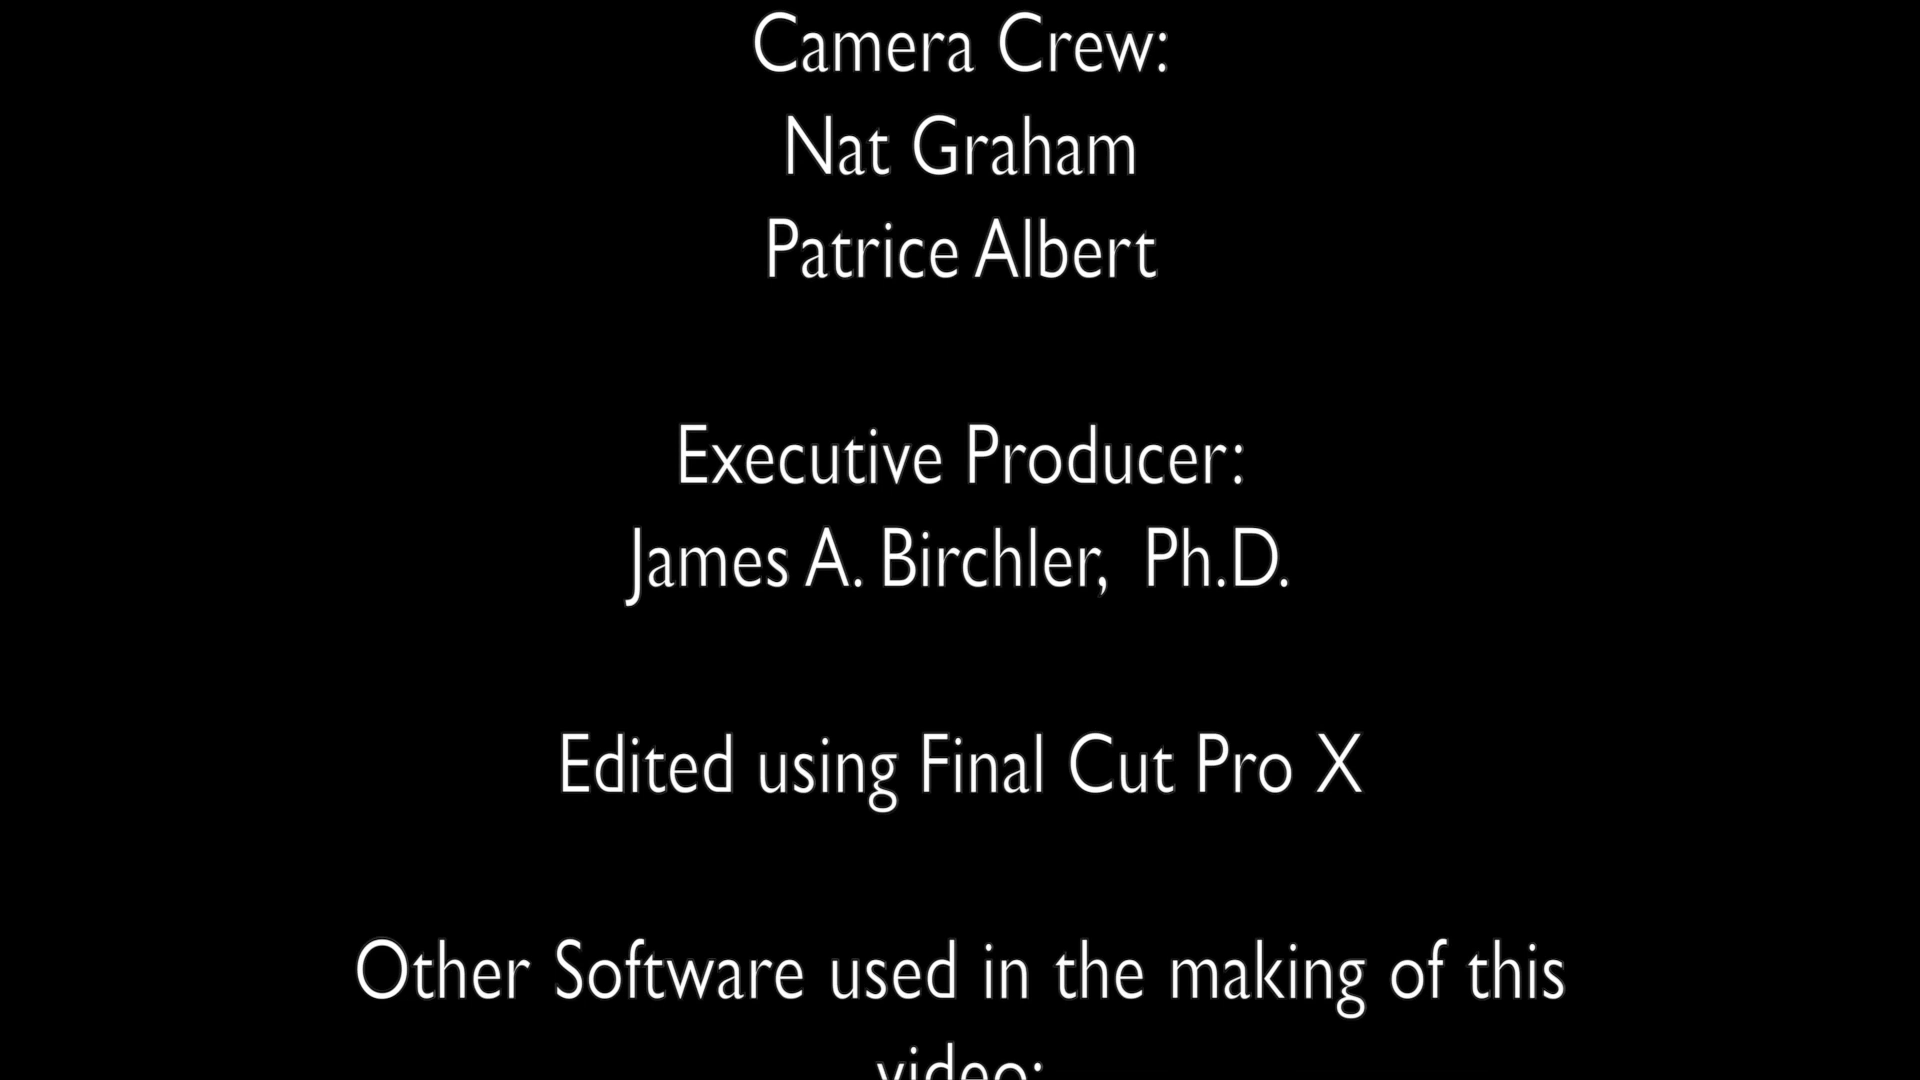 Camera Crew:
Nat Graham
Patrice Albert
Executive Producer:
James A. Birchler, Ph.D.
Edited using Final Cut Pro X
Other Software used in the making of this
video: